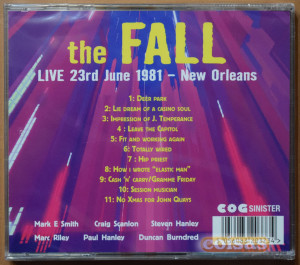 the FALL
LIVE 23rd June 1981 – New Orleans
1: Deer park
2: Lie dream of a casino soul
3: Impression of J. Temperance
4 : Leave the Capitol
5: Fit and working again
6: Totally wired
7: Hip priest
8: How i wrote "elastic man"
9: Cash 'n' carry/Gramme Friday
10: Session musician
11: No Xmas for John Quays
Mark E Smith Craig Scanlon Steven Hanley
Marc Riley Paul Hanley Duncan Burndred
COG SINISTER